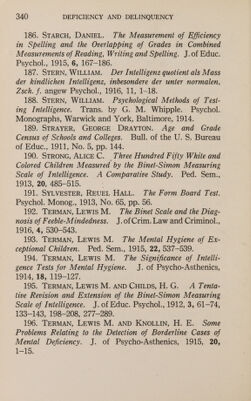 340 DEFICIENCY AND DELINQUENCY
186. STARCH, DANIEL. The Measurement of Efficiency
in Spelling and the Overlapping of Grades in Combined
Measurements of Reading, Writing and Spelling. J. of Educ.
Psychol., 1915, 6, 167–186.
187. STERN, WILLIAM. Der Intelligenz quotient als Mass
der kindlichen Intelligenz, inbesondere der unter normalen.
Zsch. f. angew Psychol., 1916, 11, 1–18.
188. STERN, WILLIAM. Psychological Methods of Test-
ing Intelligence. Trans. by G. M. Whipple. Psychol.
Monographs, Warwick and York, Baltimore, 1914.
189. STRAYER, GEORGE DRAYTON. Age and Grade
Census of Schools and Colleges. Bull. of the U. S. Bureau
of Educ., 1911, No. 5, pp. 144.
190. STRONG, ALICE C. Three Hundred Fifty White and
Colored Children Measured by the Binet-Simon Measuring
Scale of Intelligence. A Comparative Study. Ped. Sem.,
1913, 20, 485–515.
191. SYLVESTER, REUEL HALL. The Form Board Test.
Psychol. Monog., 1913, No. 65, pp. 56.
192. TERMAN, LEWIS M. The Binet Scale and the Diag-
nosis of Feeble-Mindedness. J. of Crim. Law and Criminol.,
1916, 4, 530–543.
193. TERMAN, LEWIS M. The Mental Hygiene of Ex-
ceptional Children. Ped. Sem., 1915, 22, 537–539.
194. TERMAN, LEWIS M. The Significance of Intelli-
gence Tests for Mental Hygiene. J. of Psycho-Asthenics,
1914, 18, 119–127.
195. TERMAN, LEWIS M. AND CHILDS, H. G. A Tenta-
tive Revision and Extension of the Binet-Simon Measuring
Scale of Intelligence. J. of Educ. Psychol., 1912, 3, 61–74,
133–143, 198–208, 277–289.
196. TERMAN, LEWIS M. AND KNOLLIN, H. E. Some
Problems Relating to the Detection of Borderline Cases of
Mental Deficiency. J. of Psycho-Asthenics, 1915, 20,
1–15.